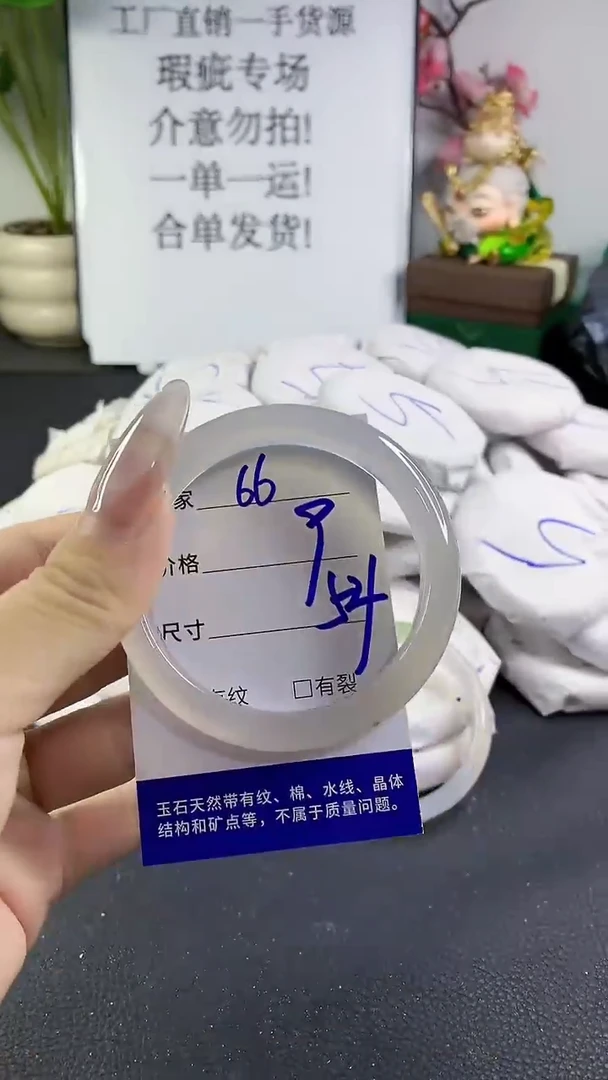 工厂直销一手货源
瑕疵专场
介意勿拍!
一单一运!
合单发货!
家 66
价格
尺寸 54
有纹 □有裂
玉石天然带有纹、棉、水线、晶体
结构和矿点等，不属于质量问题。